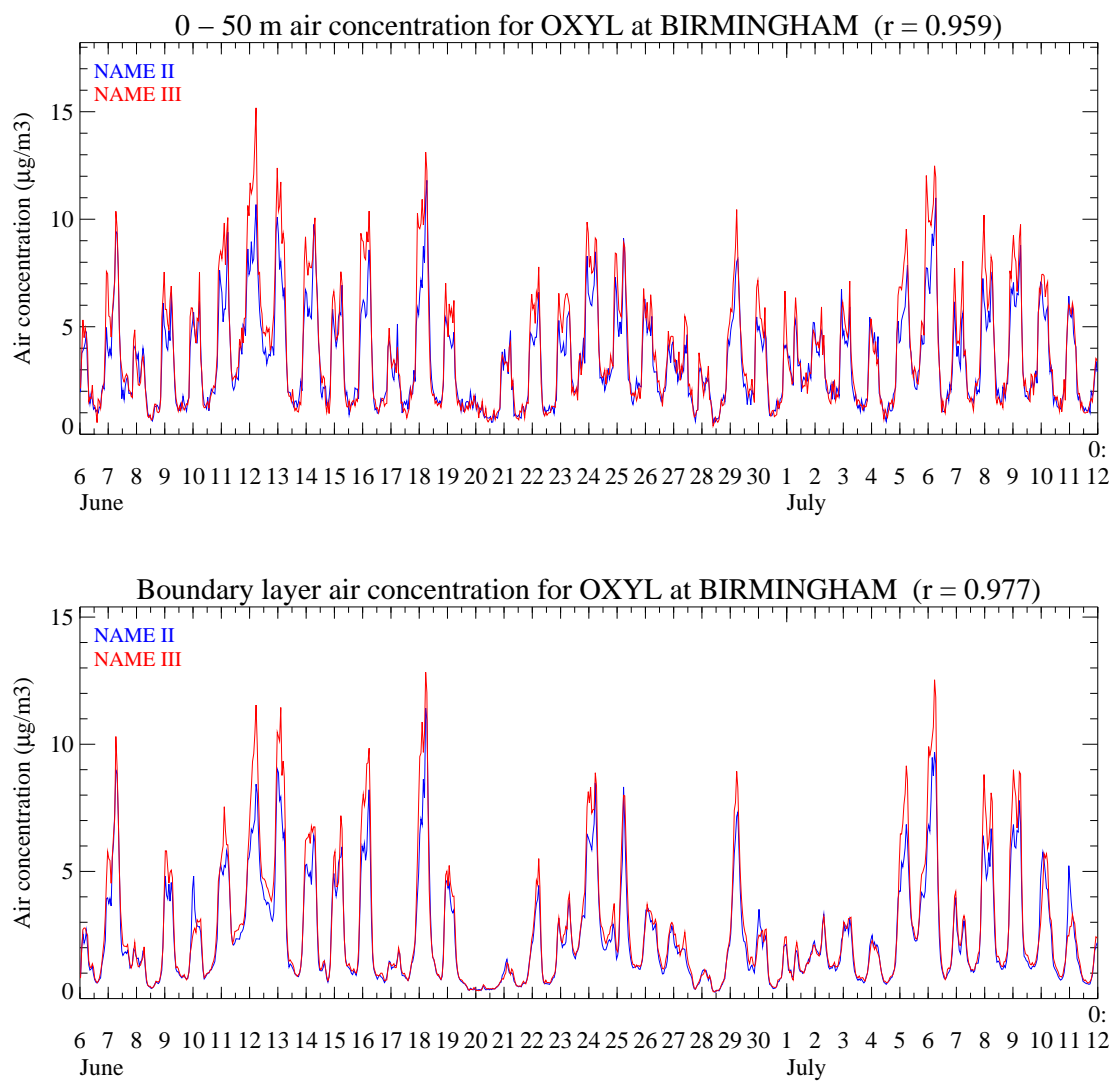 0 – 50 m air concentration for OXYL at BIRMINGHAM (r = 0.959)
NAME II
NAME III
Air concentration (µg/m3)
15
10
5
0
0:
6 7 8 9 10 11 12 13 14 15 16 17 18 19 20 21 22 23 24 25 26 27 28 29 30 1 2 3 4 5 6 7 8 9 10 11 12
June July
Boundary layer air concentration for OXYL at BIRMINGHAM (r = 0.977)
NAME II
NAME III
Air concentration (µg/m3)
15
10
5
0
0:
6 7 8 9 10 11 12 13 14 15 16 17 18 19 20 21 22 23 24 25 26 27 28 29 30 1 2 3 4 5 6 7 8 9 10 11 12
June July